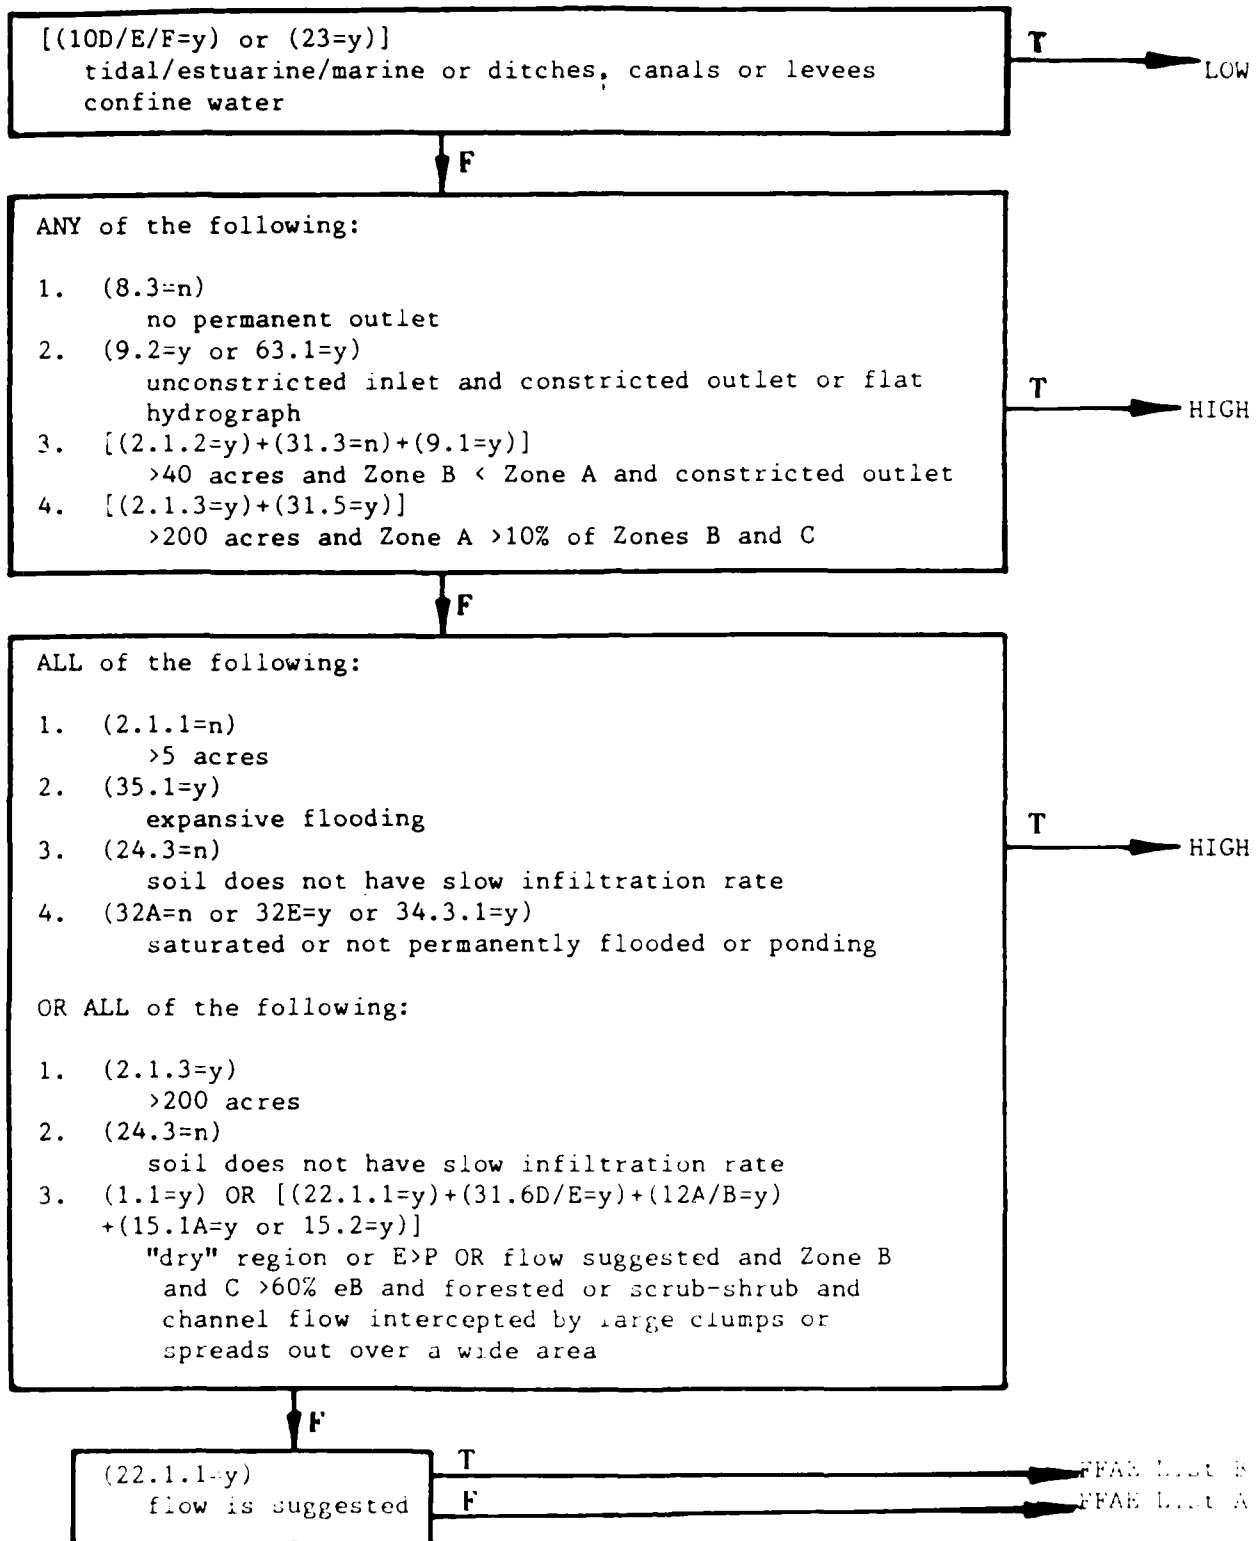 [(10D/E/F=y) or (23=y)]
tidal/estuarine/marine or ditches, canals or levees
confine water
T
LOW
F
ANY of the following:
1. (8.3=n)
no permanent outlet
2. (9.2=y or 63.1=y)
unconstricted inlet and constricted outlet or flat
hydrograph
3. [(2.1.2=y)+(31.3=n)+(9.1=y)]
>40 acres and Zone B < Zone A and constricted outlet
4. [(2.1.3=y)+(31.5=y)]
>200 acres and Zone A >10% of Zones B and C
T
HIGH
F
ALL of the following:
1. (2.1.1=n)
>5 acres
2. (35.1=y)
expansive flooding
3. (24.3=n)
soil does not have slow infiltration rate
4. (32A=n or 32E=y or 34.3.1=y)
saturated or not permanently flooded or ponding
OR ALL of the following:
1. (2.1.3=y)
>200 acres
2. (24.3=n)
soil does not have slow infiltration rate
3. (1.1=y) OR [(22.1.1=y)+(31.6D/E=y)+(12A/B=y)
+(15.1A=y or 15.2=y)]
"dry" region or E>P OR flow suggested and Zone B
and C >60% eB and forested or scrub-shrub and
channel flow intercepted by large clumps or
spreads out over a wide area
T
HIGH
F
(22.1.1=y)
flow is suggested
T
List
F
List A